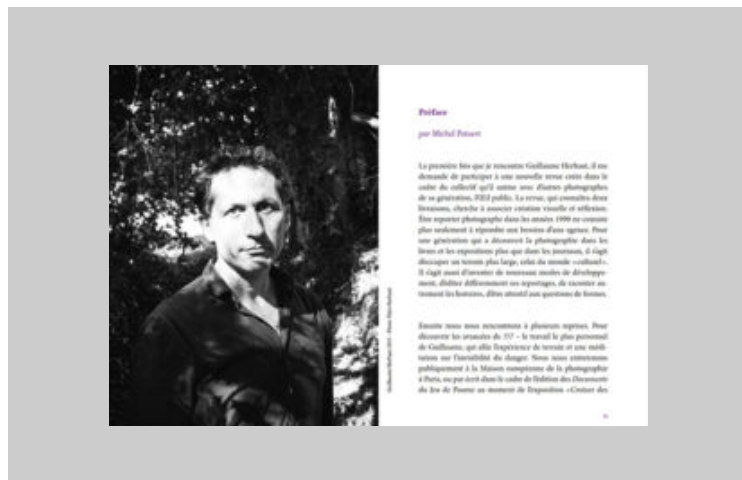 Préface
par Michel Poivert
La première fois que je rencontre Guillaume Herbaut, il me
demande de participer à une nouvelle revue créée dans le
cadre du collectif qu'il anime avec d'autres photographes
de sa génération, l'Œil public. La revue, qui connaîtra deux
livraisons, cherche à associer création visuelle et réflexion.
Être reporter photographe dans les années 1990 ne consiste
plus seulement à répondre aux besoins d'une agence. Pour
une génération qui a découvert la photographie dans les
livres et les expositions plus que dans les journaux, il s'agit
d'occuper un terrain plus large, celui du monde «culturel».
Il s'agit aussi d'inventer de nouveaux modes de développe-
ment, d'éditer différemment ses reportages, de raconter au-
trement les histoires, d'être attentif aux questions de formes.
Ensuite nous nous rencontrons à plusieurs reprises. Pour
découvrir les avancées de 7/7 – le travail le plus personnel
de Guillaume, qui allie l'expérience de terrain et une médi-
tation sur l'invisibilité du danger. Nous nous entretenons
publiquement à la Maison européenne de la photographie
à Paris, ou par écrit dans le cadre de l'édition des Documents
du Jeu de Paume au moment de l'exposition «Croiser des